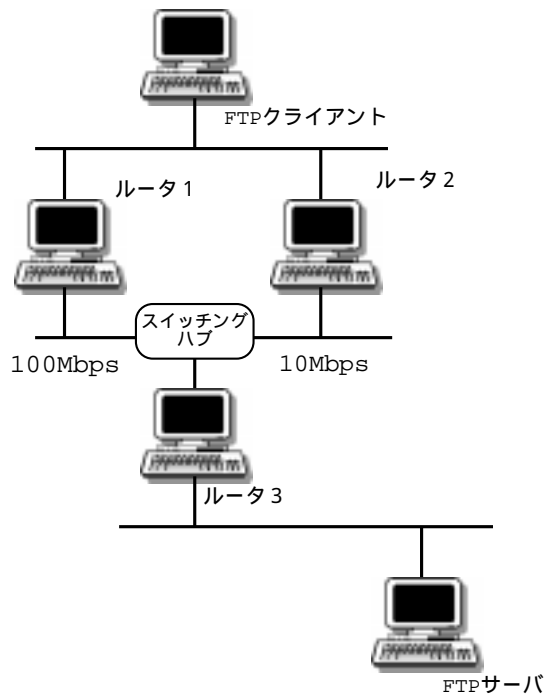 FTPクライアント
ルータ1
ルータ2
スイッチング
ハブ
100Mbps
10Mbps
ルータ3
FTPサーバ